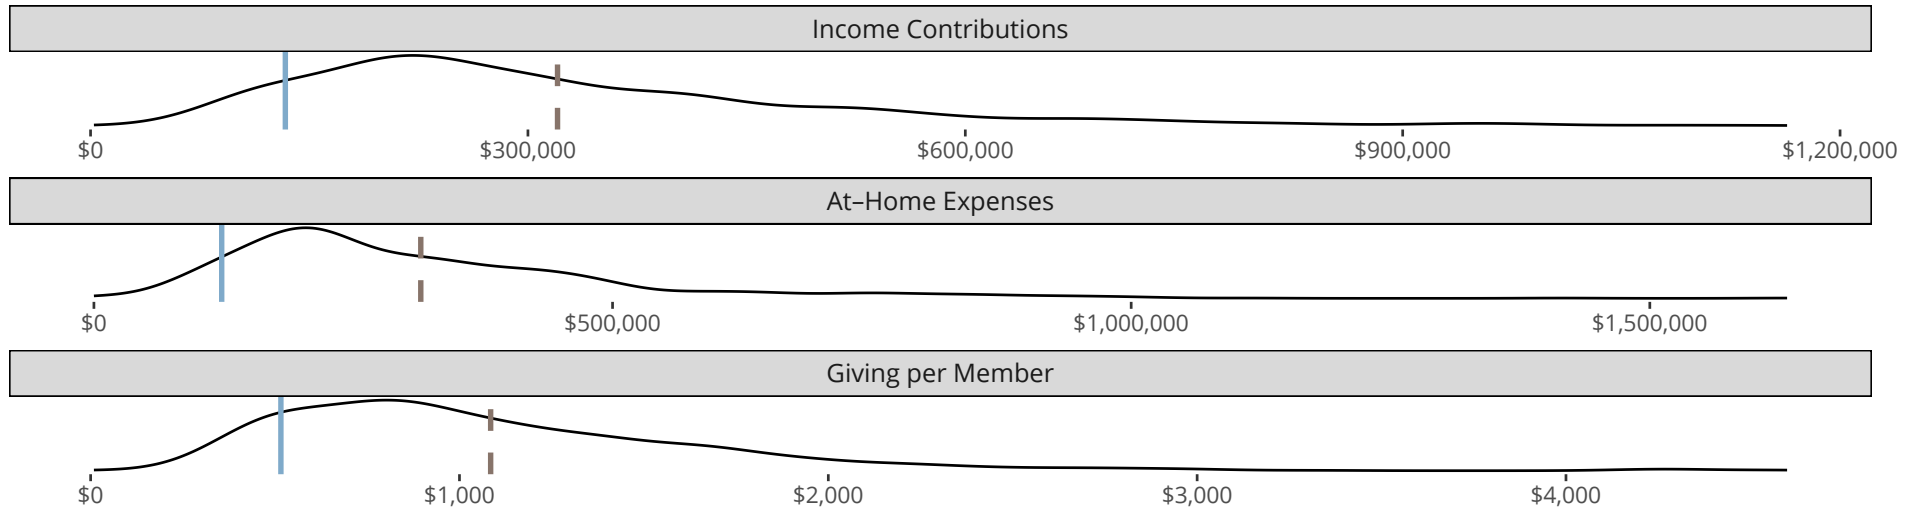 Income Contributions
$0 $300,000 $600,000 $900,000 $1,200,000
At–Home Expenses
$0 $500,000 $1,000,000 $1,500,000
Giving per Member
$0 $1,000 $2,000 $3,000 $4,000